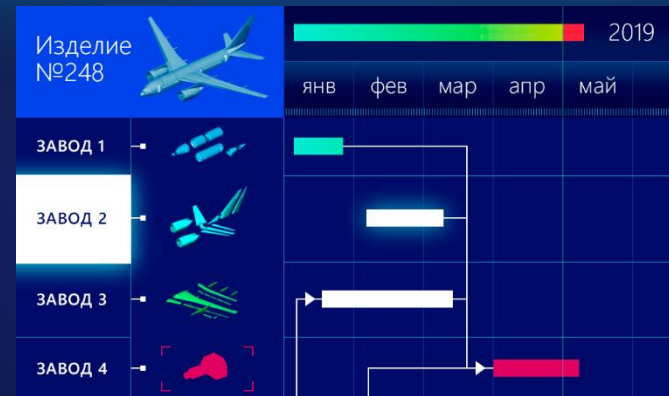 Изделие
№248
2019
янв фев мар апр май
ЗАВОД 1
ЗАВОД 2
ЗАВОД 3
ЗАВОД 4